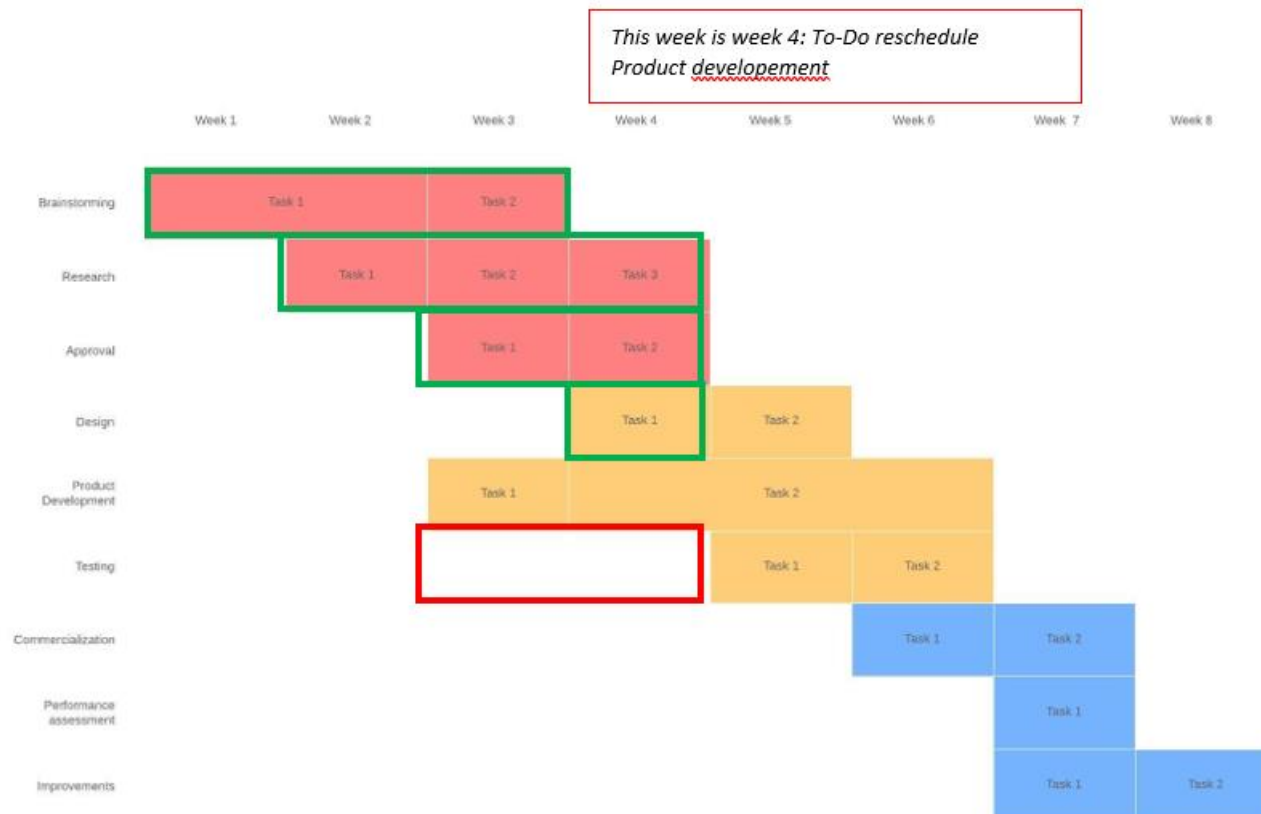 This week is week 4: To-Do reschedule
Product developement
Week 1 Week 2 Week 3 Week 4 Week 5 Week 6 Week 7 Week 8
Brainstorming Task 1 Task 2
Research Task 1 Task 2 Task 3
Approval Task 1 Task 2
Design Task 1 Task 2
Product
Development Task 1 Task 2
Testing Task 1 Task 2
Commercialization Task 1 Task 2
Performance
assessment Task 1
Improvements Task 1 Task 2